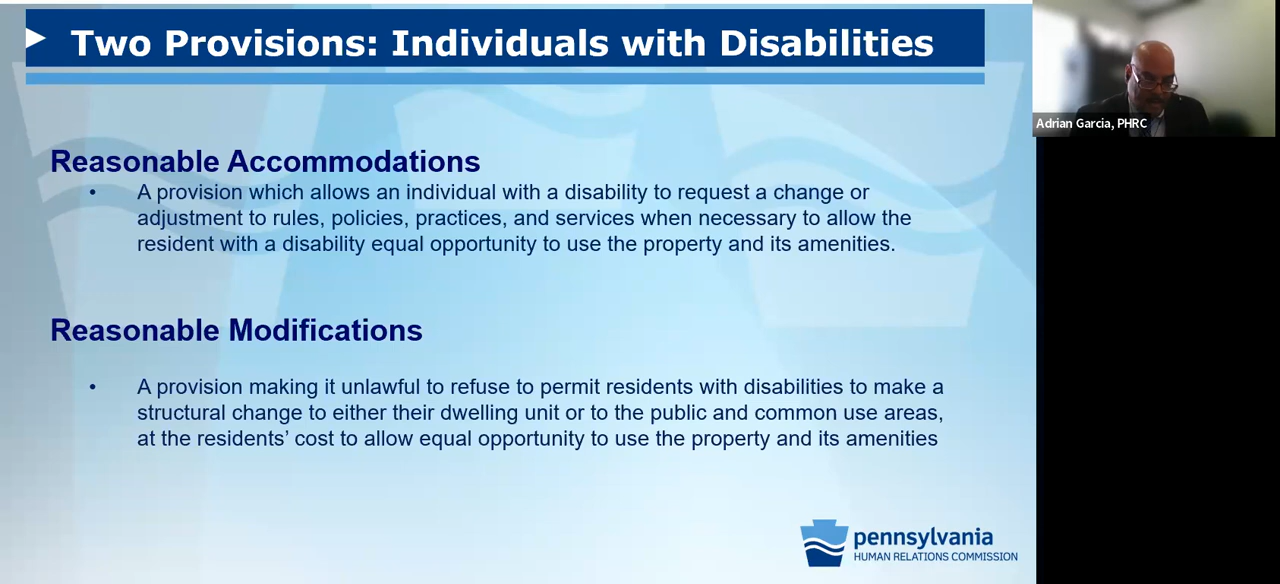 Two Provisions: Individuals with Disabilities
Adrian Garcia, PHRC
Reasonable Accommodations
• A provision which allows an individual with a disability to request a change or
adjustment to rules, policies, practices, and services when necessary to allow the
resident with a disability equal opportunity to use the property and its amenities.
Reasonable Modifications
• A provision making it unlawful to refuse to permit residents with disabilities to make a
structural change to either their dwelling unit or to the public and common use areas,
at the residents’ cost to allow equal opportunity to use the property and its amenities
pennsylvania
HUMAN RELATIONS COMMISSION